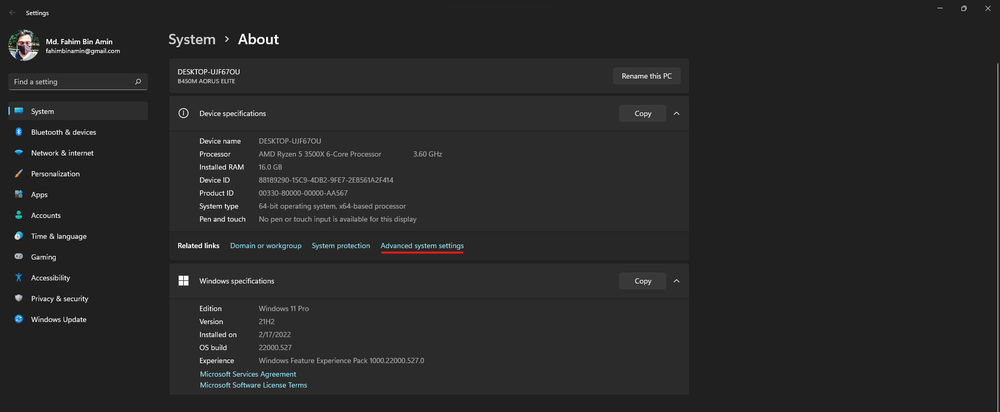 Settings
Md. Fahim Bin Amin
fahimbinamin@gmail.com
Find a setting
System
Bluetooth & devices
Network & internet
Personalization
Apps
Accounts
Time & language
Gaming
Accessibility
Privacy & security
Windows Update
System > About
DESKTOP-UJF67OU
B450M AORUS ELITE
Rename this PC
Device specifications Copy
Device name DESKTOP-UJF67OU
Processor AMD Ryzen 5 3500X 6-Core Processor 3.60 GHz
Installed RAM 16.0 GB
Device ID 88189290-15C9-4DB2-9FE7-2E8561A2F414
Product ID 00330-80000-00000-AA567
System type 64-bit operating system, x64-based processor
Pen and touch No pen or touch input is available for this display
Related links Domain or workgroup System protection Advanced system settings
Windows specifications Copy
Edition Windows 11 Pro
Version 21H2
Installed on 2/17/2022
OS build 22000.527
Experience Windows Feature Experience Pack 1000.22000.527.0
Microsoft Services Agreement
Microsoft Software License Terms